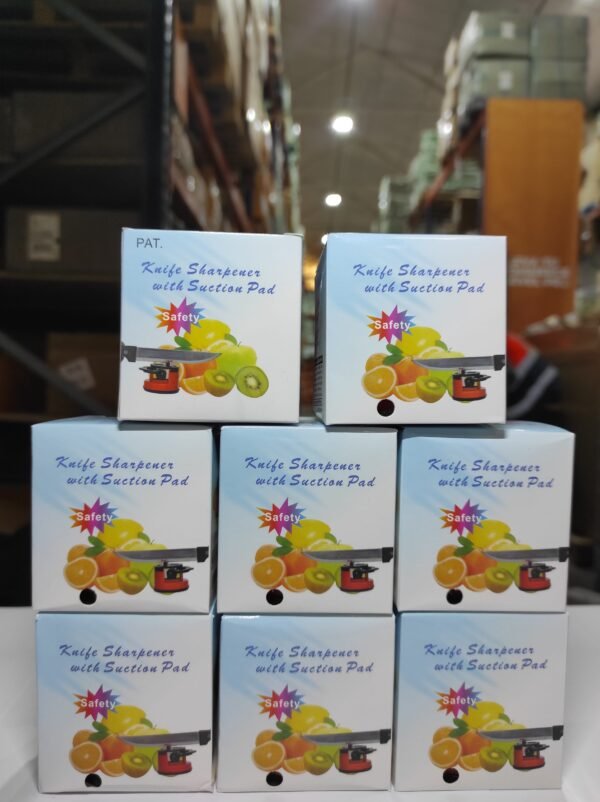 PAT.
Knife Sharpener
with Suction Pad
Safety
Knife Sharpener
with Suction Pad
Safety
Knife Sharpener
with Suction Pad
Safety
Knife Sharpener
with Suction Pad
Safety
Knife Sharpener
with Suction Pad
Safety
Knife Sharpener
with Suction Pad
Safety
Knife Sharpener
with Suction Pad
Safety
Knife Sharpener
with Suction Pad
Safety